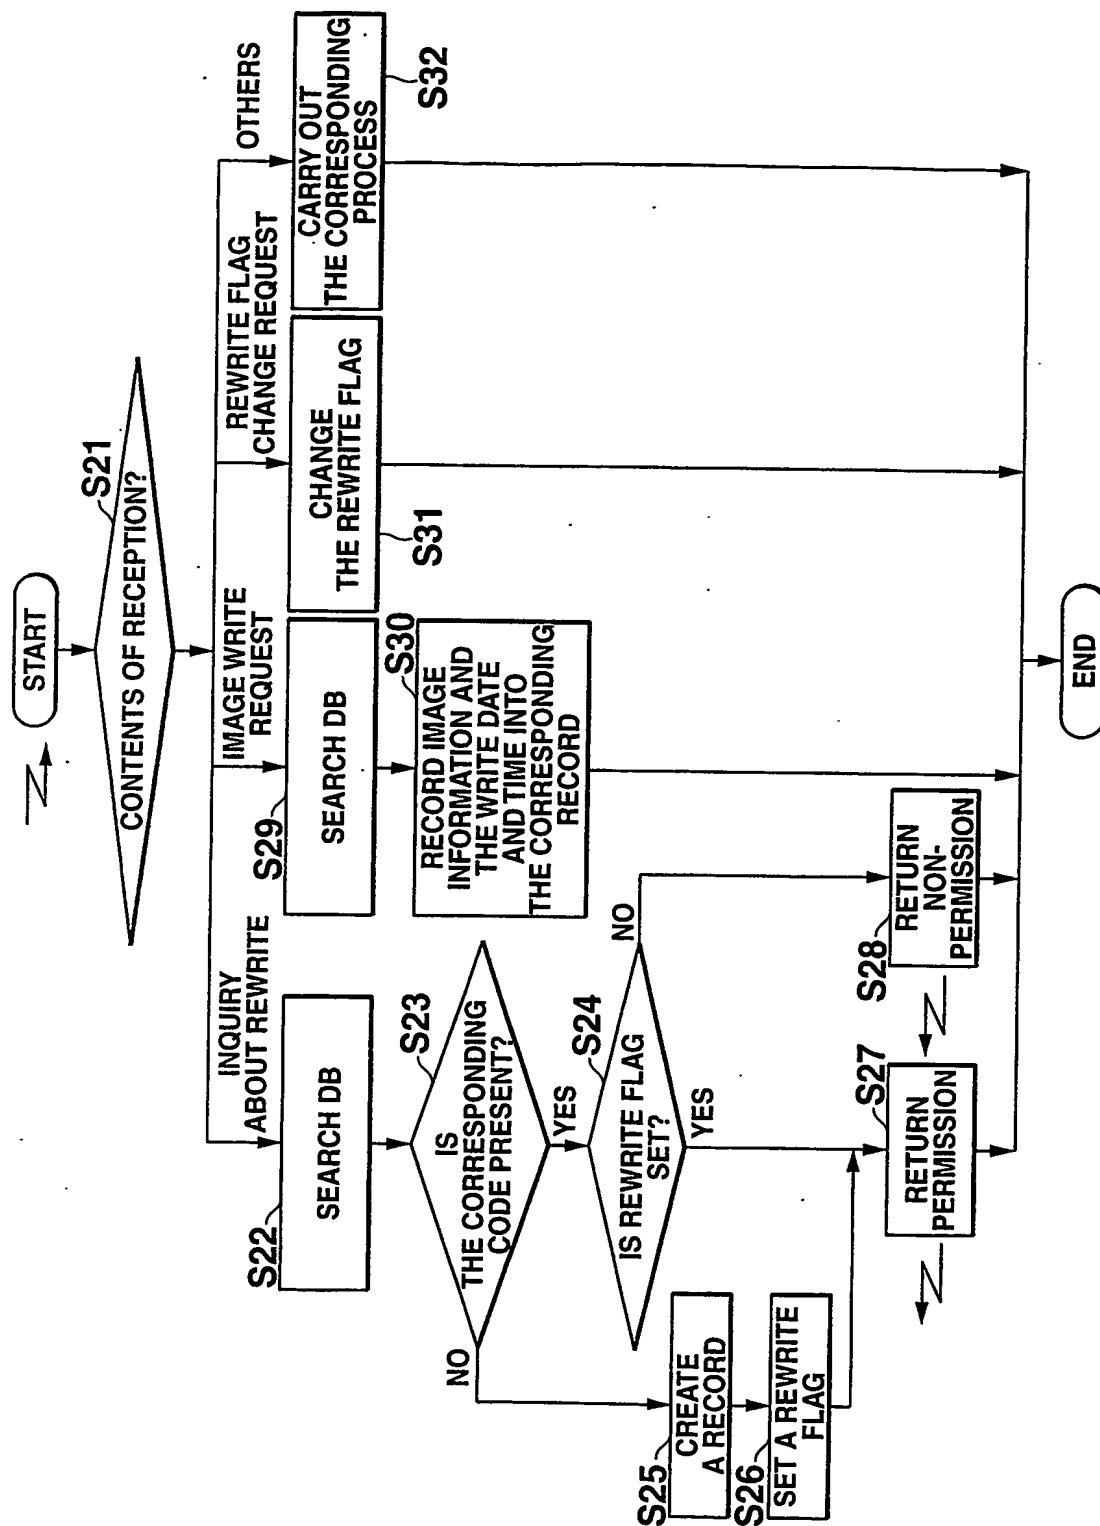 START
S21
CONTENTS OF RECEPTION?
INQUIRY
ABOUT REWRITE
IMAGE WRITE
REQUEST
REWRITE FLAG
CHANGE REQUEST
OTHERS
S22
SEARCH DB
S29
SEARCH DB
CHANGE
THE REWRITE FLAG
S31
CARRY OUT
THE CORRESPONDING
PROCESS
S32
S23
IS
THE CORRESPONDING
CODE PRESENT?
NO
YES
S30
RECORD IMAGE
INFORMATION AND
THE WRITE DATE
AND TIME INTO
THE CORRESPONDING
RECORD
S24
IS REWRITE FLAG
SET?
NO
YES
S25
CREATE
A RECORD
S26
SET A REWRITE
FLAG
S27
RETURN
PERMISSION
S28
RETURN
NON-
PERMISSION
END